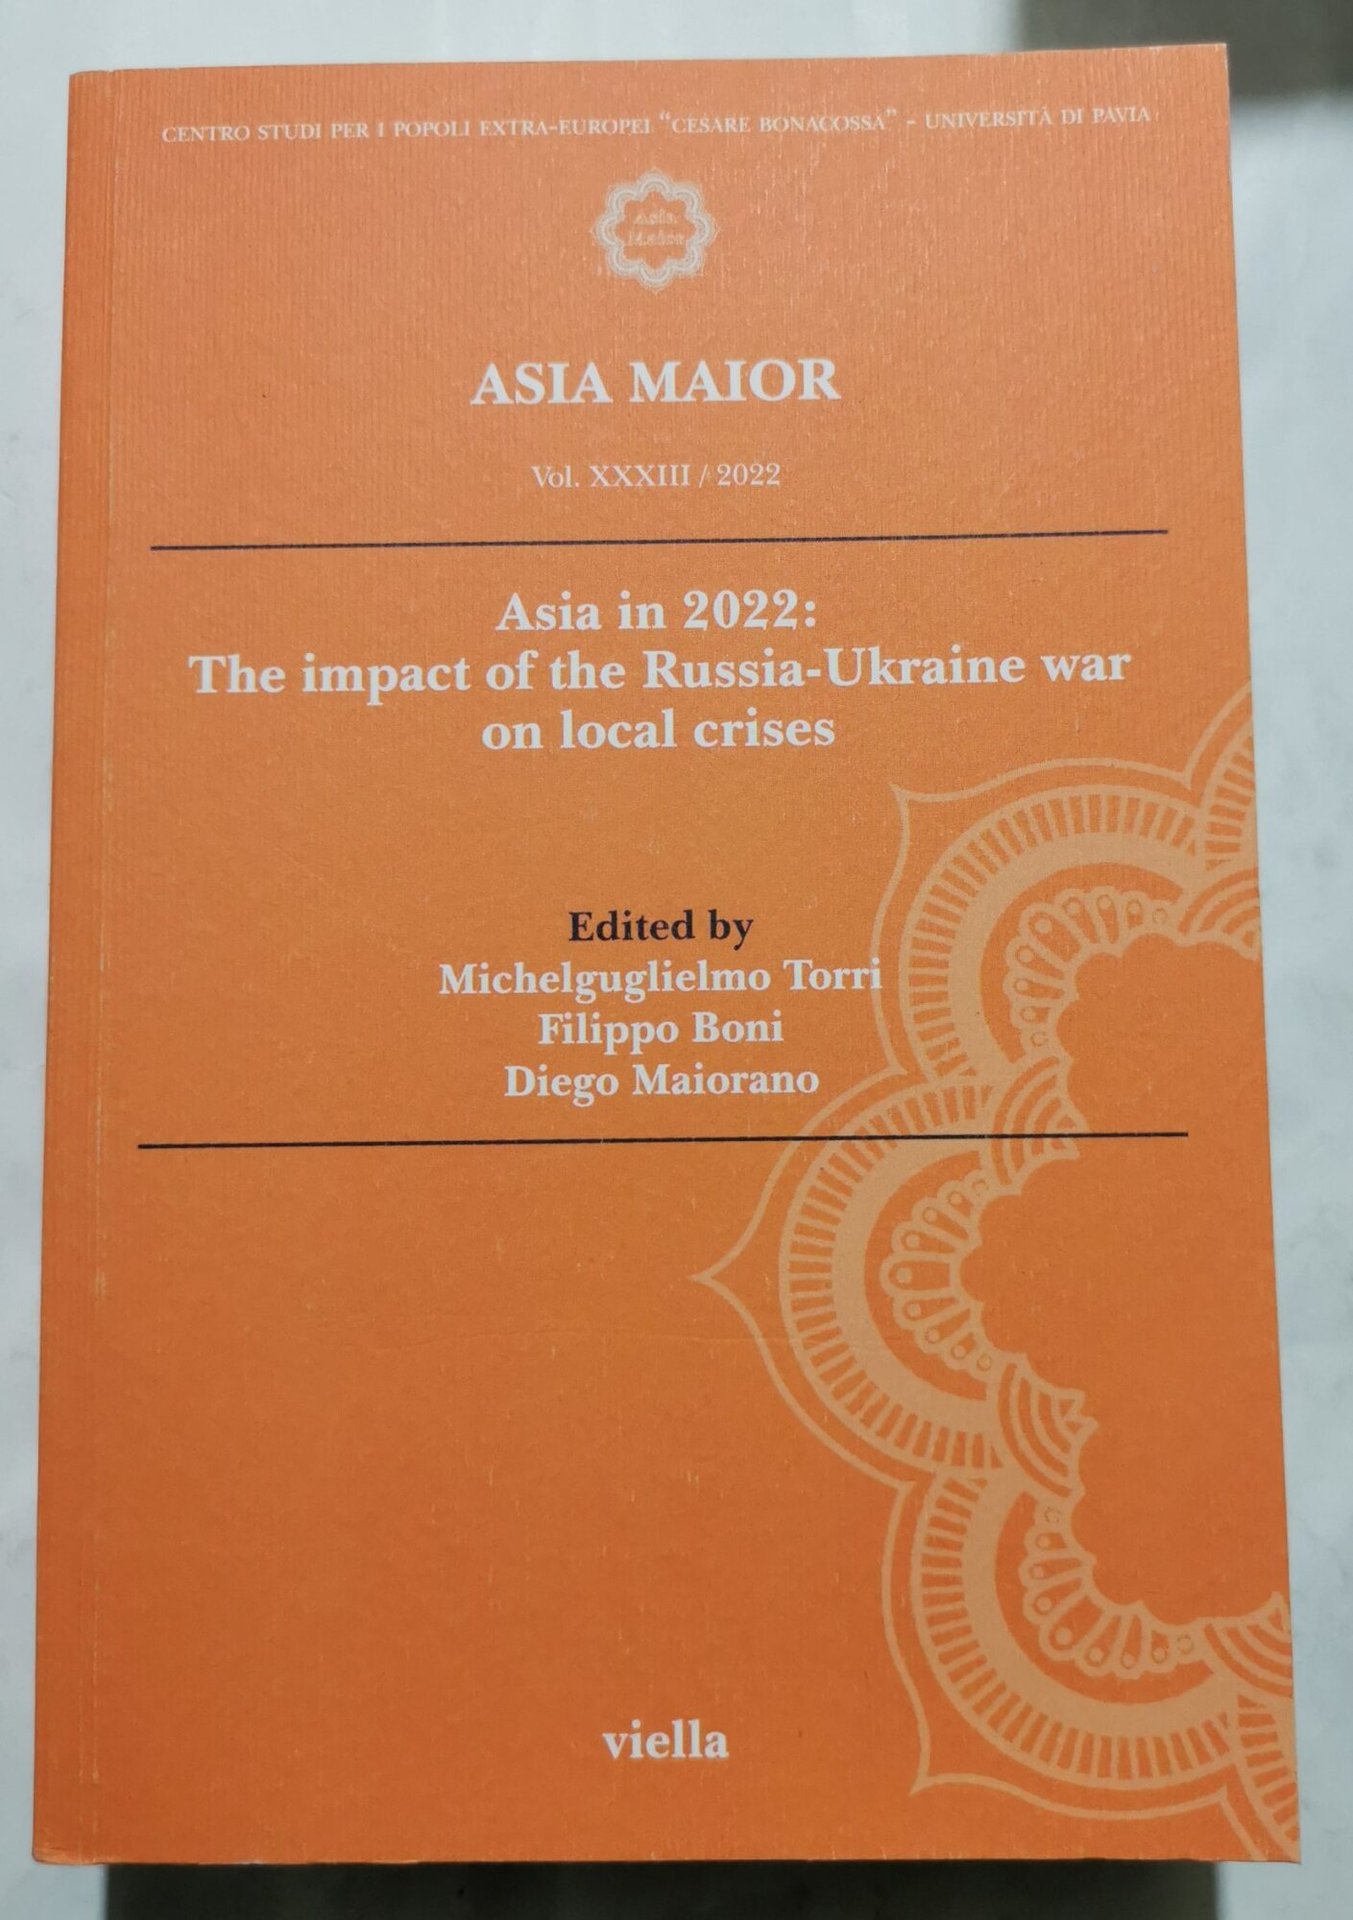 CENTRO STUDI PER I POPOLI EXTRA-EUROPEI “CESARE BONACOSSA” - UNIVERSITÀ DI PAVIA
Asia
Maior
ASIA MAIOR
Vol. XXXIII / 2022
Asia in 2022:
The impact of the Russia-Ukraine war
on local crises
Edited by
Michelguglielmo Torri
Filippo Boni
Diego Maiorano
viella